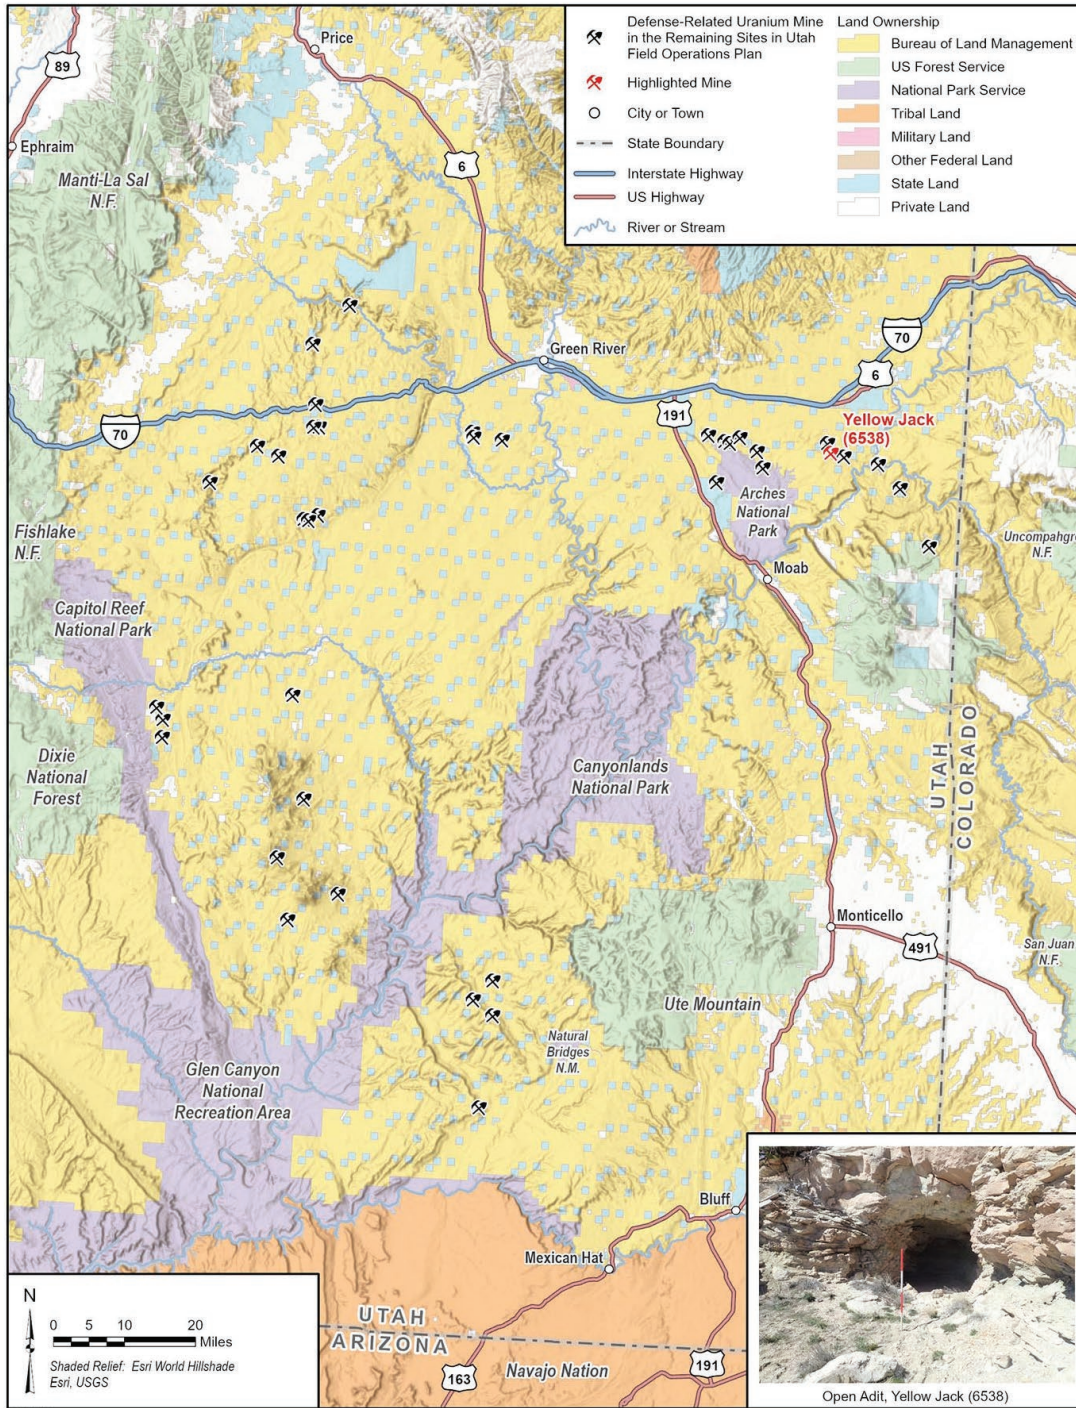 Defense-Related Uranium Mine
in the Remaining Sites in Utah
Field Operations Plan
Highlighted Mine
City or Town
State Boundary
Interstate Highway
US Highway
River or Stream
Land Ownership
Bureau of Land Management
US Forest Service
National Park Service
Tribal Land
Military Land
Other Federal Land
State Land
Private Land
Price
89
Ephraim
6
Manti-La Sal
N.F.
Green River
70
6
191
70
Yellow Jack
(6538)
Arches
National
Park
Fishlake
N.F.
Uncompahgre
N.F.
Moab
Capitol Reef
National Park
Dixie
National
Forest
Canyonlands
National Park
UTAH
COLORADO
Monticello
491
San Juan
N.F.
Ute Mountain
Natural
Bridges
N.M.
Glen Canyon
National
Recreation Area
Bluff
Mexican Hat
UTAH
ARIZONA
Navajo Nation
163
191
N
0 5 10 20
Miles
Shaded Relief: Esri World Hillshade
Esri, USGS
Open Adit, Yellow Jack (6538)